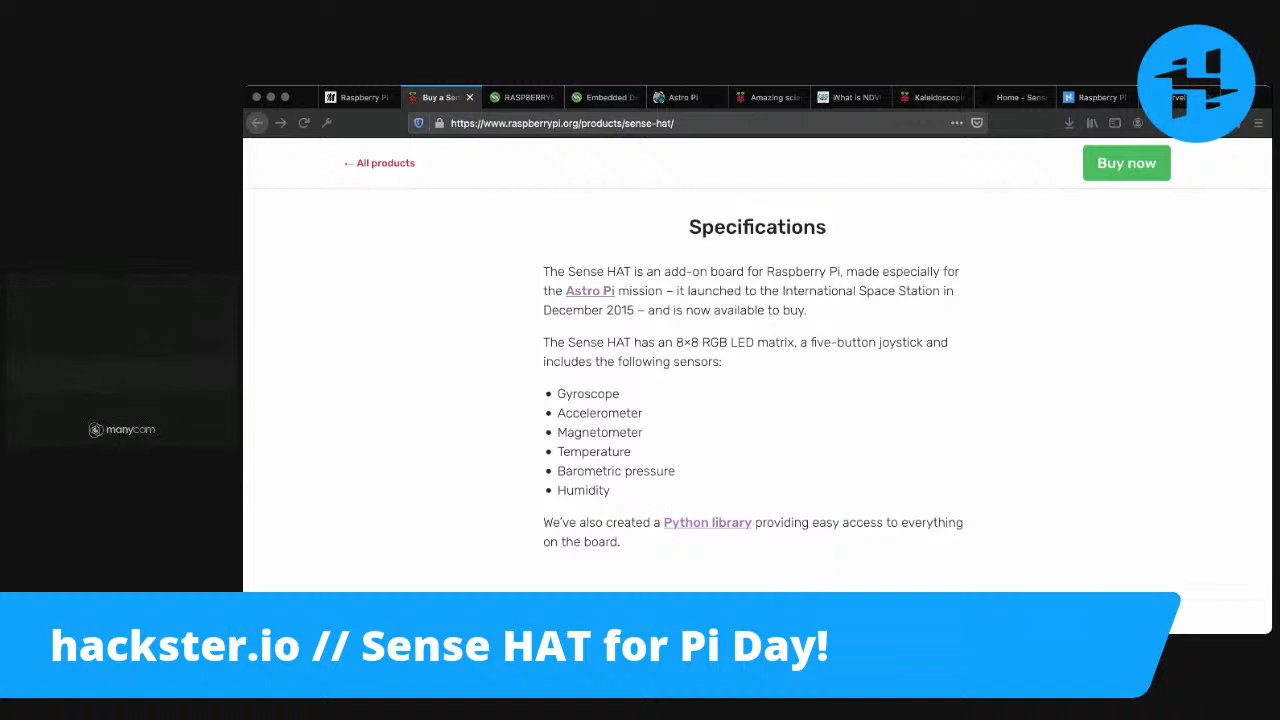 Raspberry Pi
Buy a Sen
RASPBERRY
Embedded De
Astro Pi
Amazing scie
What is NDVI
Kaleidoscopic
Home - Sens
Raspberry Pi
https://www.raspberrypi.org/products/sense-hat/
← All products
Buy now
Specifications
The Sense HAT is an add-on board for Raspberry Pi, made especially for
the Astro Pi mission – it launched to the International Space Station in
December 2015 – and is now available to buy.
The Sense HAT has an 8×8 RGB LED matrix, a five-button joystick and
includes the following sensors:
• Gyroscope
• Accelerometer
• Magnetometer
• Temperature
• Barometric pressure
• Humidity
We’ve also created a Python library providing easy access to everything
on the board.
manycam
hackster.io // Sense HAT for Pi Day!